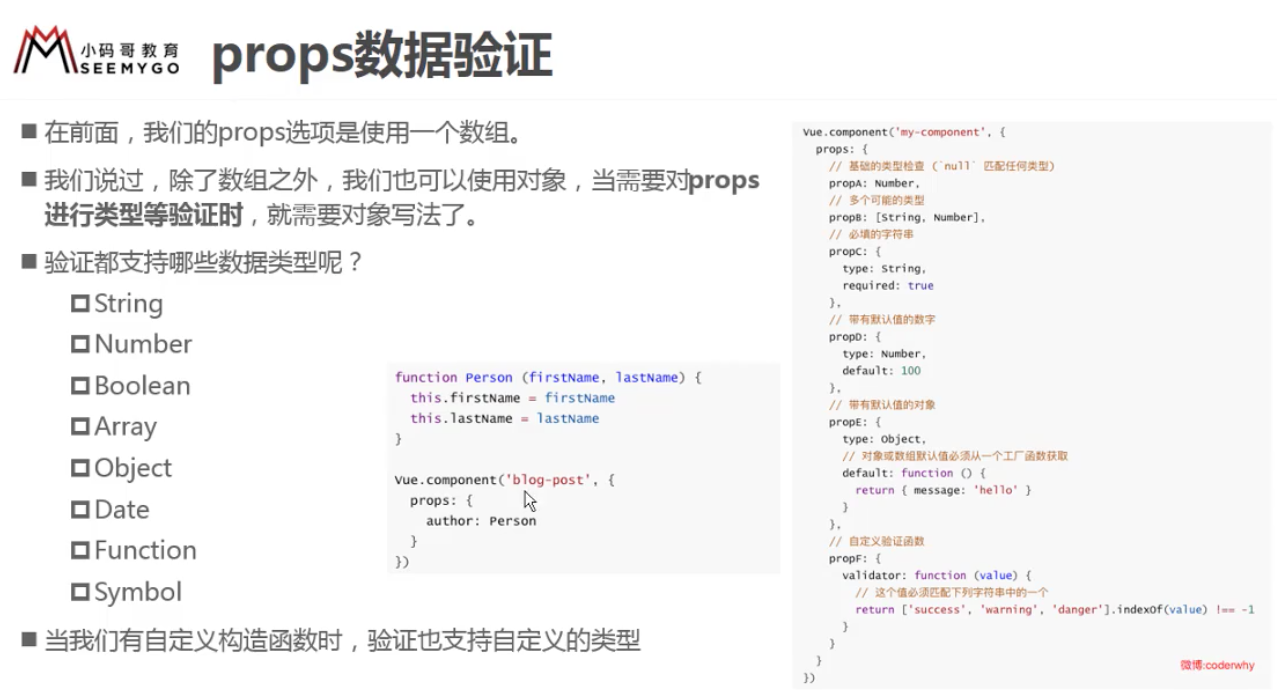 小码哥教育
SEEMYGO
props数据验证
在前面，我们的props选项是使用一个数组。
我们说过，除了数组之外，我们也可以使用对象，当需要对props
进行类型等验证时，就需要对象写法了。
验证都支持哪些数据类型呢？
String
Number
Boolean
Array
Object
Date
Function
Symbol
当我们有自定义构造函数时，验证也支持自定义的类型
function Person (firstName, lastName) {
  this.firstName = firstName
  this.lastName = lastName
}
Vue.component('blog-post', {
  props: {
    author: Person
  }
})
Vue.component('my-component', {
  props: {
    // 基础的类型检查 (`null` 匹配任何类型)
    propA: Number,
    // 多个可能的类型
    propB: [String, Number],
    // 必填的字符串
    propC: {
      type: String,
      required: true
    },
    // 带有默认值的数字
    propD: {
      type: Number,
      default: 100
    },
    // 带有默认值的对象
    propE: {
      type: Object,
      // 对象或数组默认值必须从一个工厂函数获取
      default: function () {
        return { message: 'hello' }
      }
    },
    // 自定义验证函数
    propF: {
      validator: function (value) {
        // 这个值必须匹配下列字符串中的一个
        return ['success', 'warning', 'danger'].indexOf(value) !== -1
      }
    }
  }
})
微博:coderwhy